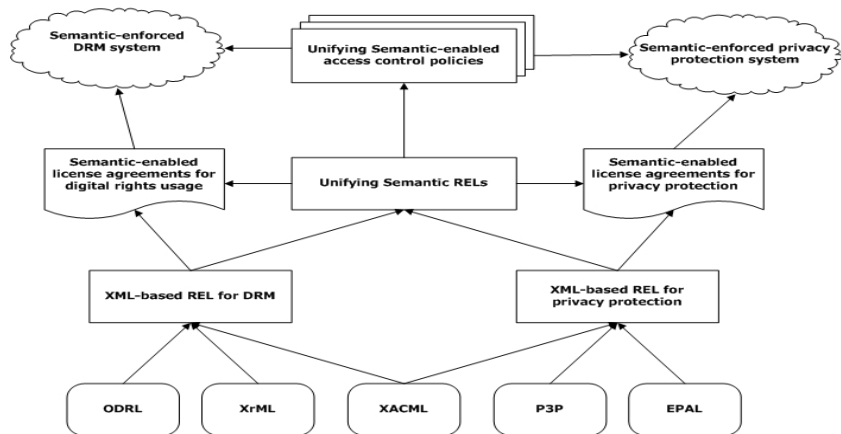 Semantic-enforced
DRM system
Unifying Semantic-enabled
access control policies
Semantic-enforced privacy
protection system
Semantic-enabled
license agreements for
digital rights usage
Unifying Semantic RELs
Semantic-enabled
license agreements for
privacy protection
XML-based REL for DRM
XML-based REL for
privacy protection
ODRL
XrML
XACML
P3P
EPAL